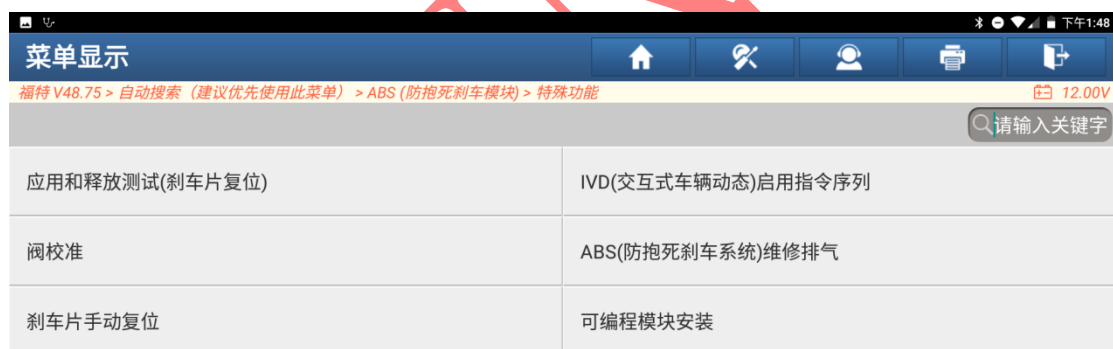 下午1:48
菜单显示
福特 V48.75 > 自动搜索（建议优先使用此菜单） > ABS (防抱死刹车模块) > 特殊功能 12.00V
请输入关键字
应用和释放测试(刹车片复位) IVD(交互式车辆动态)启用指令序列
阀校准 ABS(防抱死刹车系统)维修排气
刹车片手动复位 可编程模块安装